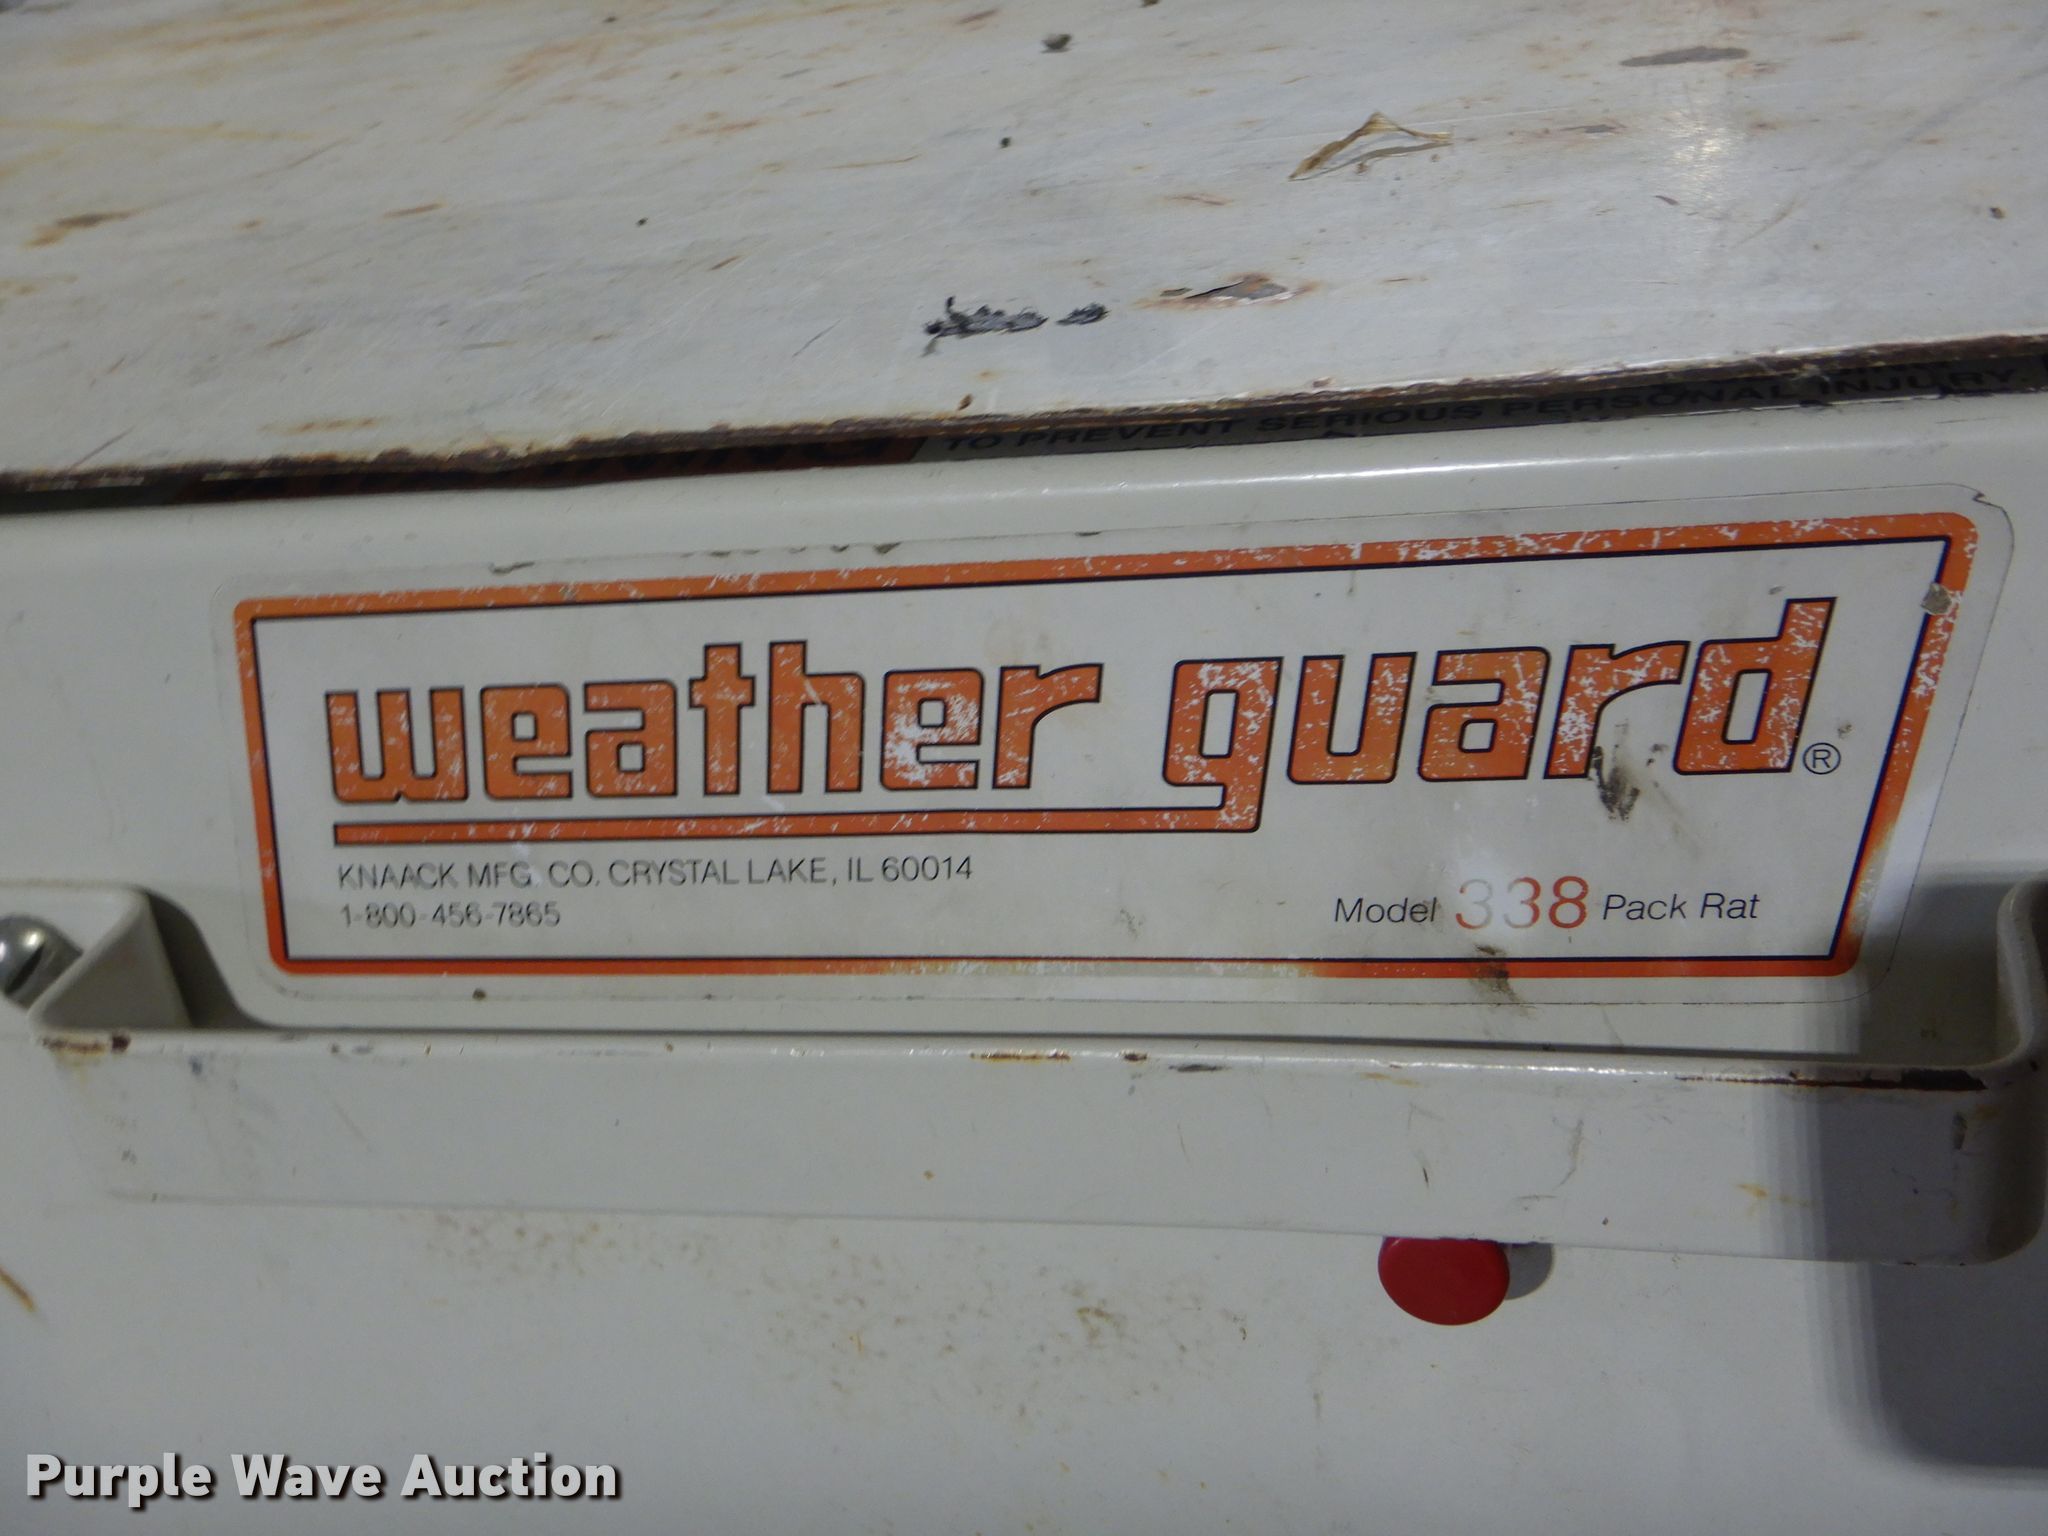 TO PREVENT SERIOUS PERSONAL INJURY
weather guard®
KNAACK MFG. CO. CRYSTAL LAKE, IL 60014
1-800-456-7865
Model 338 Pack Rat
Purple Wave Auction